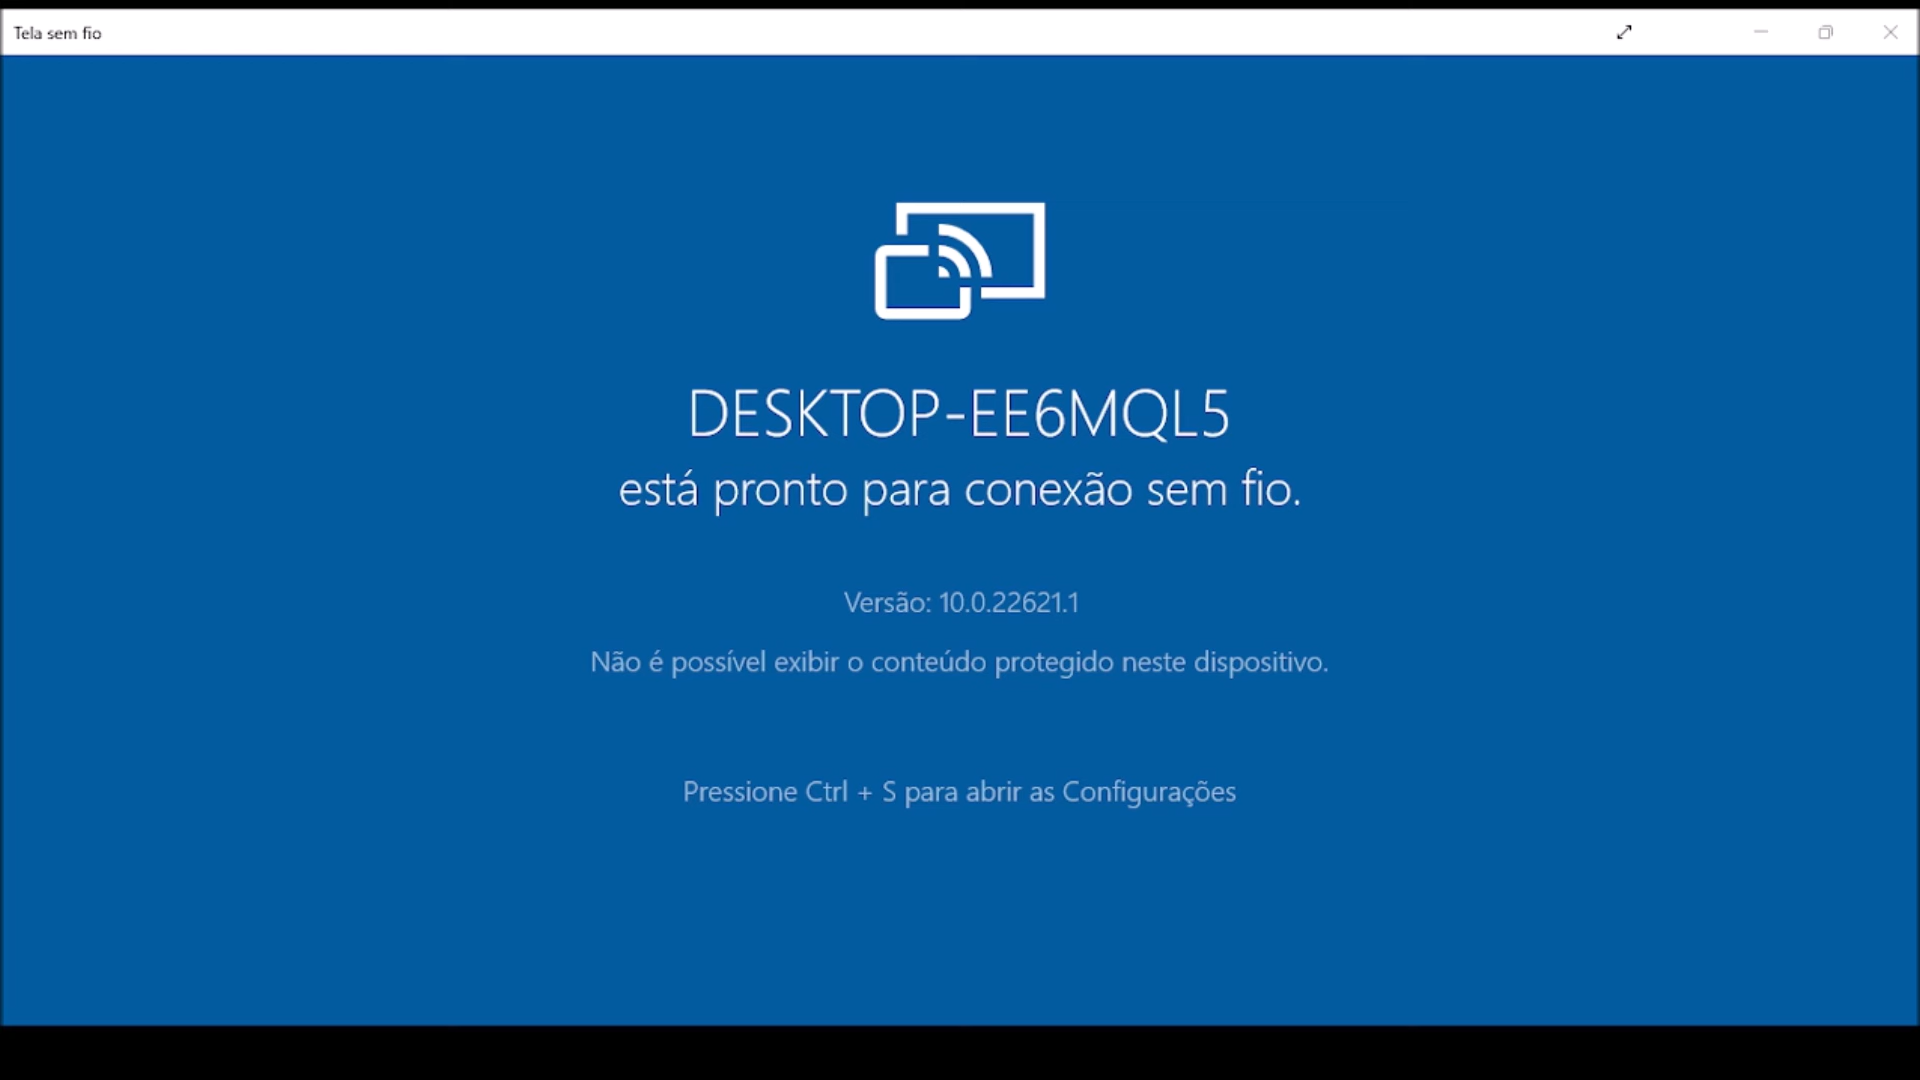 Tela sem fio
DESKTOP-EE6MQL5
está pronto para conexão sem fio.
Versão: 10.0.22621.1
Não é possível exibir o conteúdo protegido neste dispositivo.
Pressione Ctrl + S para abrir as Configurações